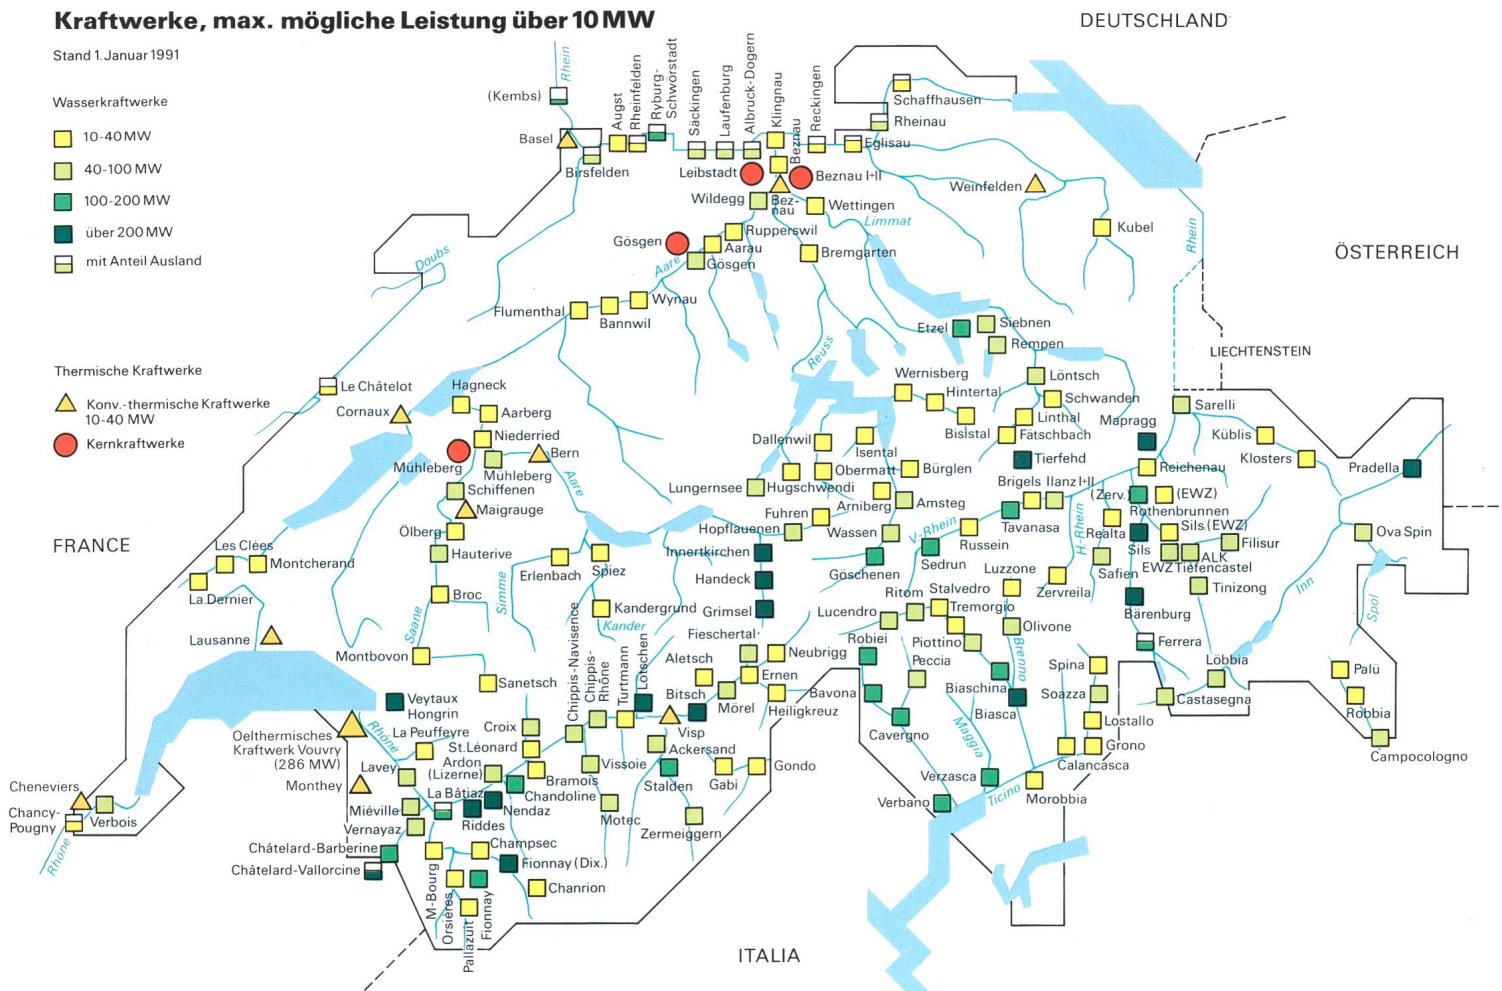 Kraftwerke, max. mögliche Leistung über 10 MW
DEUTSCHLAND
Stand 1. Januar 1991
Wasserkraftwerke
10-40 MW
40-100 MW
100-200 MW
über 200 MW
mit Anteil Ausland
Thermische Kraftwerke
Konv.-thermische Kraftwerke
10-40 MW
Kernkraftwerke
FRANCE
ÖSTERREICH
LIECHTENSTEIN
ITALIA
Rhein
(Kembs)
Basel
Birsfelden
Augst
Rheinfelden
Ryburg-
Schwörstadt
Säckingen
Laufenburg
Albruck-Dogern
Klingnau
Beznau
Reckingen
Eglisau
Rheinau
Schaffhausen
Leibstadt
Beznau I+II
Bez-
nau
Wildegg
Wettingen
Limmat
Weinfelden
Kubel
Rhein
Rupperswil
Gösgen
Aarau
Gösgen
Aare
Bremgarten
Doubs
Wynau
Flumenthal
Bannwil
Reuss
Etzel
Siebnen
Rempen
Le Châtelot
Hagneck
Cornaux
Aarberg
Niederried
Bern
Mühleberg
Mühleberg
Schiffenen
Maigrauge
Ölberg
Hauterive
Aare
Wernisberg
Hintertal
Bisistal
Löntsch
Schwanden
Linthal
Fatschbach
Tierfehd
Mapragg
Sarelli
Küblis
Klosters
Pradella
Dallenwil
Isental
Obermatt
Bürglen
Lungernsee
Hugschwendi
Arniberg
Amsteg
Fuhren
Hopflauenen
Wassen
Göschenen
Brigels
Ilanz I+II
Tavanasa
Reichenau
(Zerv.)
(EWZ)
Rothenbrunnen
Realta
Sils (EWZ)
Sils
Filisur
ALK
EWZ
Tiefencastel
Tinizong
Safien
H.-Rhein
V-Rhein
Russein
Sedrun
Ova Spin
Inn
Spol
Les Clées
Montcherand
La Dernier
Lausanne
Broc
Saane
Simme
Erlenbach
Spiez
Kandergrund
Kander
Innertkirchen
Handeck
Grimsel
Montbovon
Sanetsch
Luzzone
Zervreila
Bärenburg
Ferrera
Ritom
Stalvedro
Tremorgio
Lucendro
Piottino
Olivone
Brenno
Biaschina
Biasca
Robiei
Peccia
Bavona
Cavergno
Maggia
Verzasca
Verbano
Ticino
Morobbia
Spina
Soazza
Lostallo
Grono
Calancasca
Löbbia
Castasegna
Palü
Robbia
Campocologno
Fieschertal
Neubrigg
Aletsch
Ernen
Bitsch
Mörel
Heiligkreuz
Lötschen
Turtmann
Chippis-
Rhône
Chippis-Navisence
Visp
Ackersand
Stalden
Gabi
Gondo
Zermeiggern
Vissoie
Motec
Veytaux
Hongrin
La Peuffeyre
Rhône
Oelthermisches
Kraftwerk Vouvry
(286 MW)
Monthey
Lavey
Croix
St.Léonard
Ardon
(Lizerne)
Bramois
Chandoline
La Bâtiaz
Nendaz
Riddes
Miéville
Vernayaz
Châtelard-Barberine
Châtelard-Vallorcine
Champsec
Fionnay (Dix.)
Chanrion
M-Bourg
Orsières
Pallazuit
Fionnay
Cheneviers
Chancy-
Pougny
Verbois
Rhône